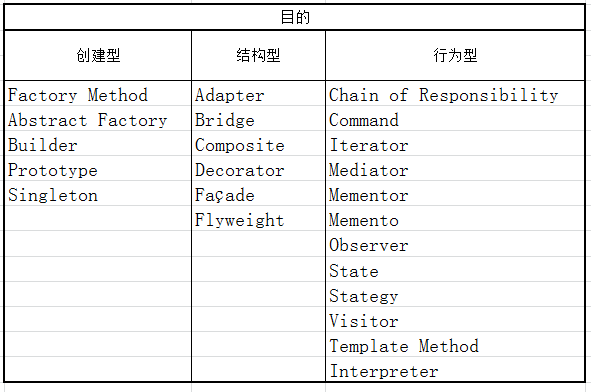 目的
创建型 结构型 行为型
Factory Method Adapter Chain of Responsibility
Abstract Factory Bridge Command
Builder Composite Iterator
Prototype Decorator Mediator
Singleton Façade Mementor
Flyweight Memento
Observer
State
Stategy
Visitor
Template Method
Interpreter